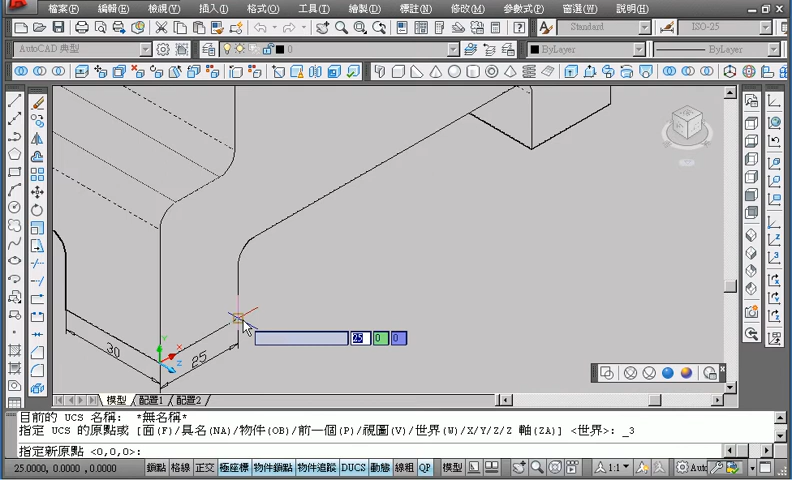 檔案(F) 編輯(E) 檢視(V) 插入(I) 格式(O) 工具(T) 繪製(D) 標註(N) 修改(M) 參數式(P) 視窗(W) 說明(H)
Standard ISO-25
AutoCAD 典型 0 ByLayer ByLayer
30
25
Y
X
Z
25 0 0
模型 配置1 配置2
目前的 UCS 名稱: *無名稱*
指定 UCS 的原點或 [面(F)/具名(NA)/物件(OB)/前一個(P)/視圖(V)/世界(W)/X/Y/Z/Z 軸(ZA)] <世界>: _3
指定新原點 <0,0,0>:
25.0000, 0.0000 , 0.0000 鎖點 格線 正交 極座標 物件鎖點 物件追蹤 DUCS 動態 線粗 QP 模型 1:1 Auto